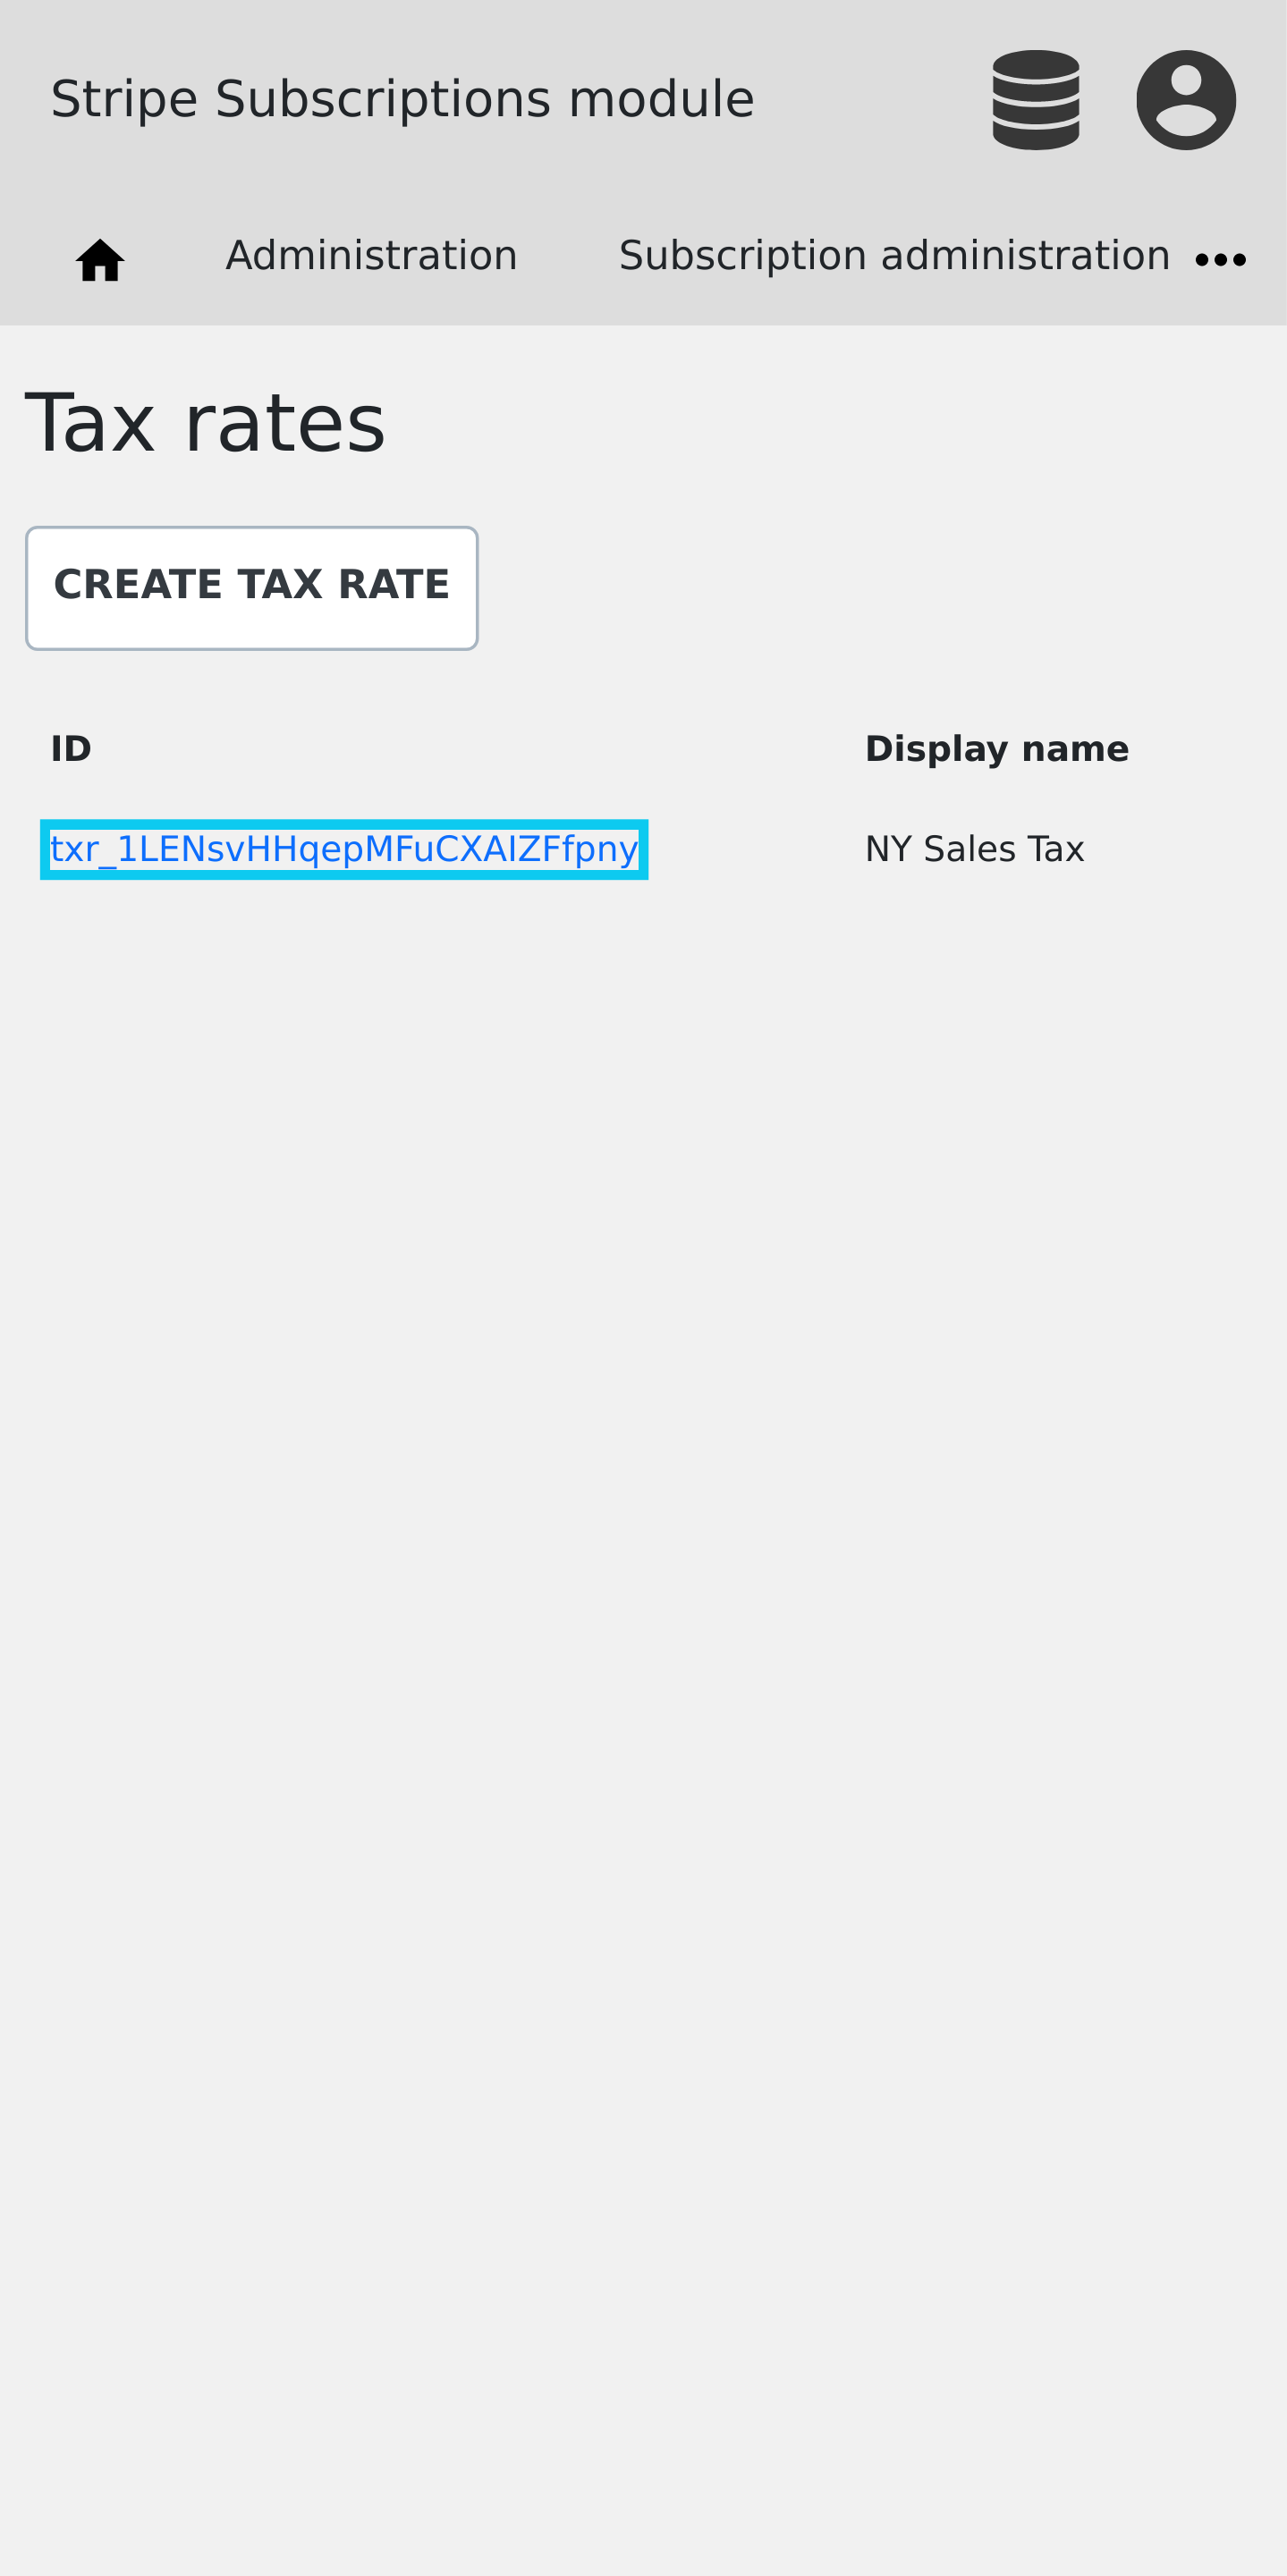 Stripe Subscriptions module
Administration Subscription administration
Tax rates
CREATE TAX RATE
ID Display name
txr_1LENsvHHqepMFuCXAIZFfpny NY Sales Tax